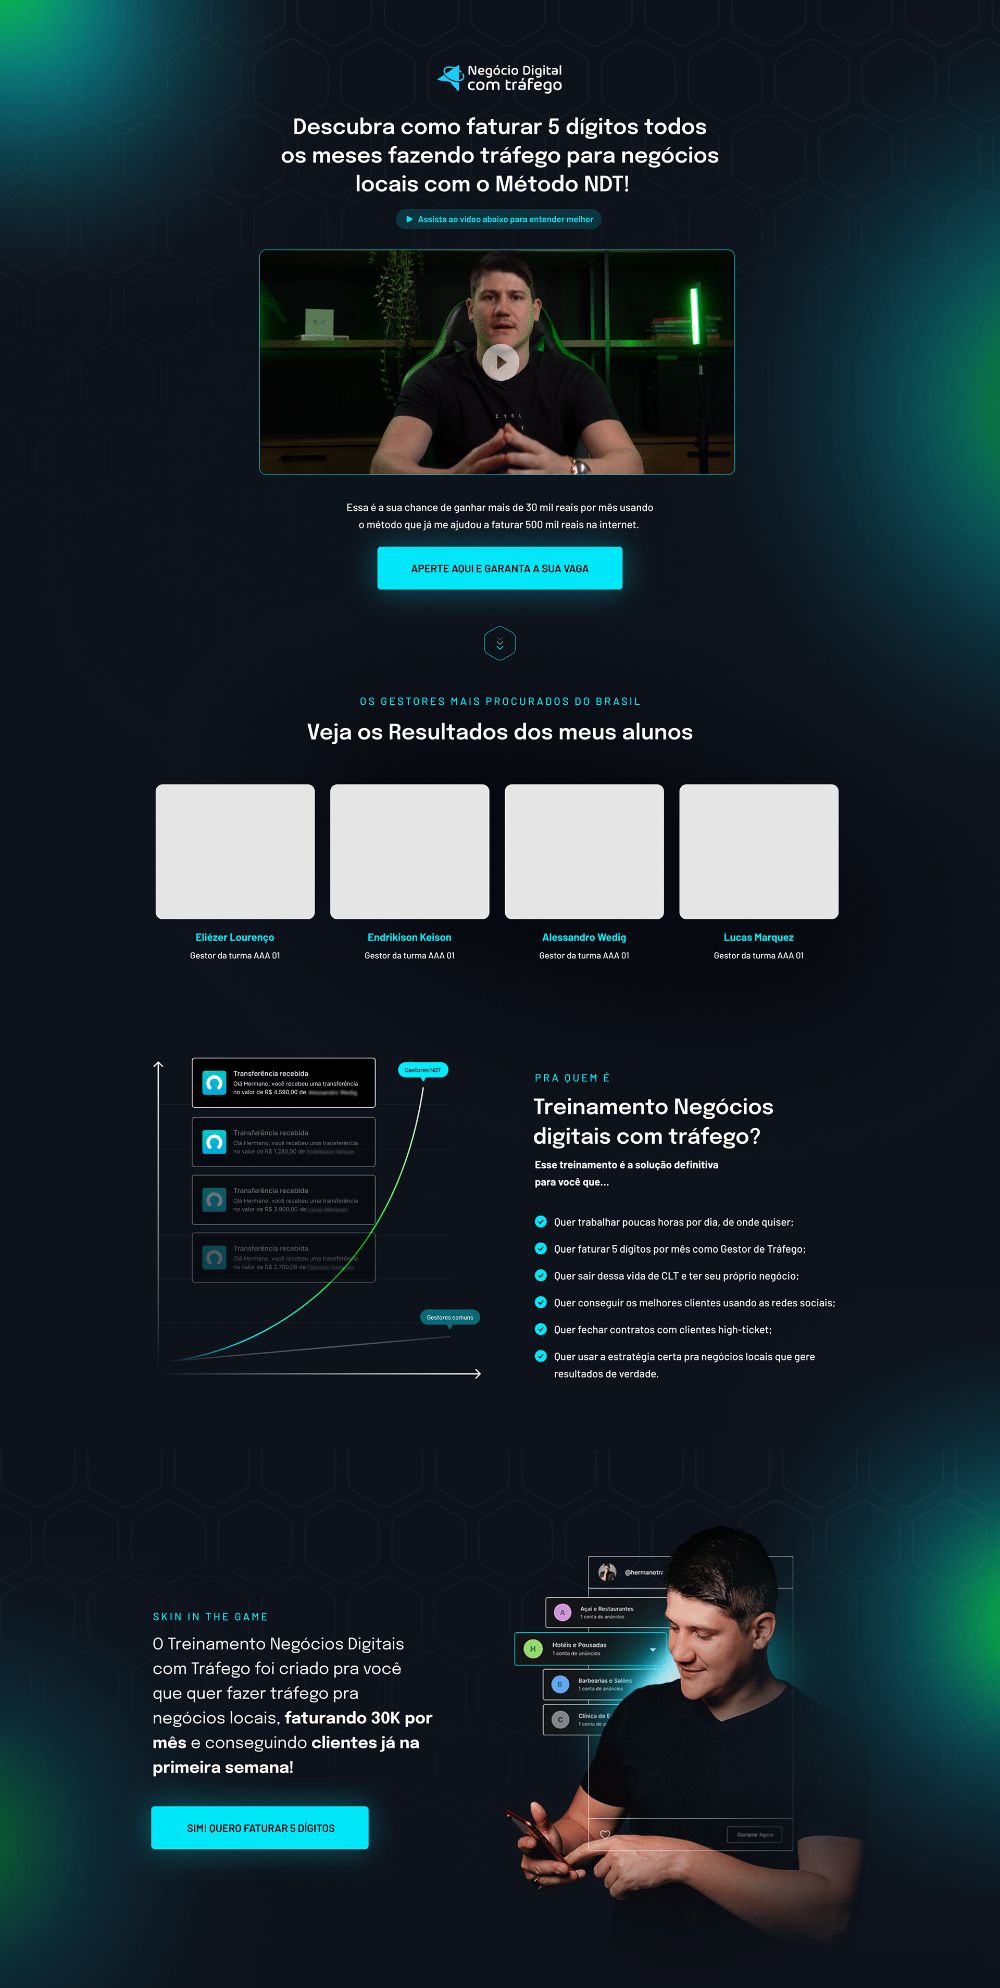 Negócio Digital
com tráfego
Descubra como faturar 5 dígitos todos
os meses fazendo tráfego para negócios
locais com o Método NDT!
Assista ao vídeo abaixo para entender melhor
Essa é a sua chance de ganhar mais de 30 mil reais por mês usando
o método que já me ajudou a faturar 500 mil reais na internet.
APERTE AQUI E GARANTA A SUA VAGA
OS GESTORES MAIS PROCURADOS DO BRASIL
Veja os Resultados dos meus alunos
Eliézer Lourenço
Gestor da turma AAA 01
Endrikison Keison
Gestor da turma AAA 01
Alessandro Wedig
Gestor da turma AAA 01
Lucas Marquez
Gestor da turma AAA 01
Transferência recebida
Olá Hermano, você recebeu uma transferência
no valor de R$ 4.590,00 de
Transferência recebida
Olá Hermano, você recebeu uma transferência
no valor de R$ 1.280,00 de
Transferência recebida
Olá Hermano, você recebeu uma transferência
no valor de R$ 3.900,00 de
Transferência recebida
Olá Hermano, você recebeu uma transferência
no valor de R$ 2.700,00 de
Gestores NDT
Gestores comuns
PRA QUEM É
Treinamento Negócios
digitais com tráfego?
Esse treinamento é a solução definitiva
para você que...
Quer trabalhar poucas horas por dia, de onde quiser;
Quer faturar 5 dígitos por mês como Gestor de Tráfego;
Quer sair dessa vida de CLT e ter seu próprio negócio;
Quer conseguir os melhores clientes usando as redes sociais;
Quer fechar contratos com clientes high-ticket;
Quer usar a estratégia certa pra negócios locais que gere
resultados de verdade.
SKIN IN THE GAME
O Treinamento Negócios Digitais
com Tráfego foi criado pra você
que quer fazer tráfego pra
negócios locais, faturando 30K por
mês e conseguindo clientes já na
primeira semana!
SIM! QUERO FATURAR 5 DÍGITOS
@hermanotra
A
Açaí e Restaurantes
1 conta de anúncios
H
Hotéis e Pousadas
1 conta de anúncios
B
Barbearias e Salões
1 conta de anúncios
C
Clínica de E
1 conta de a
Comprar Agora